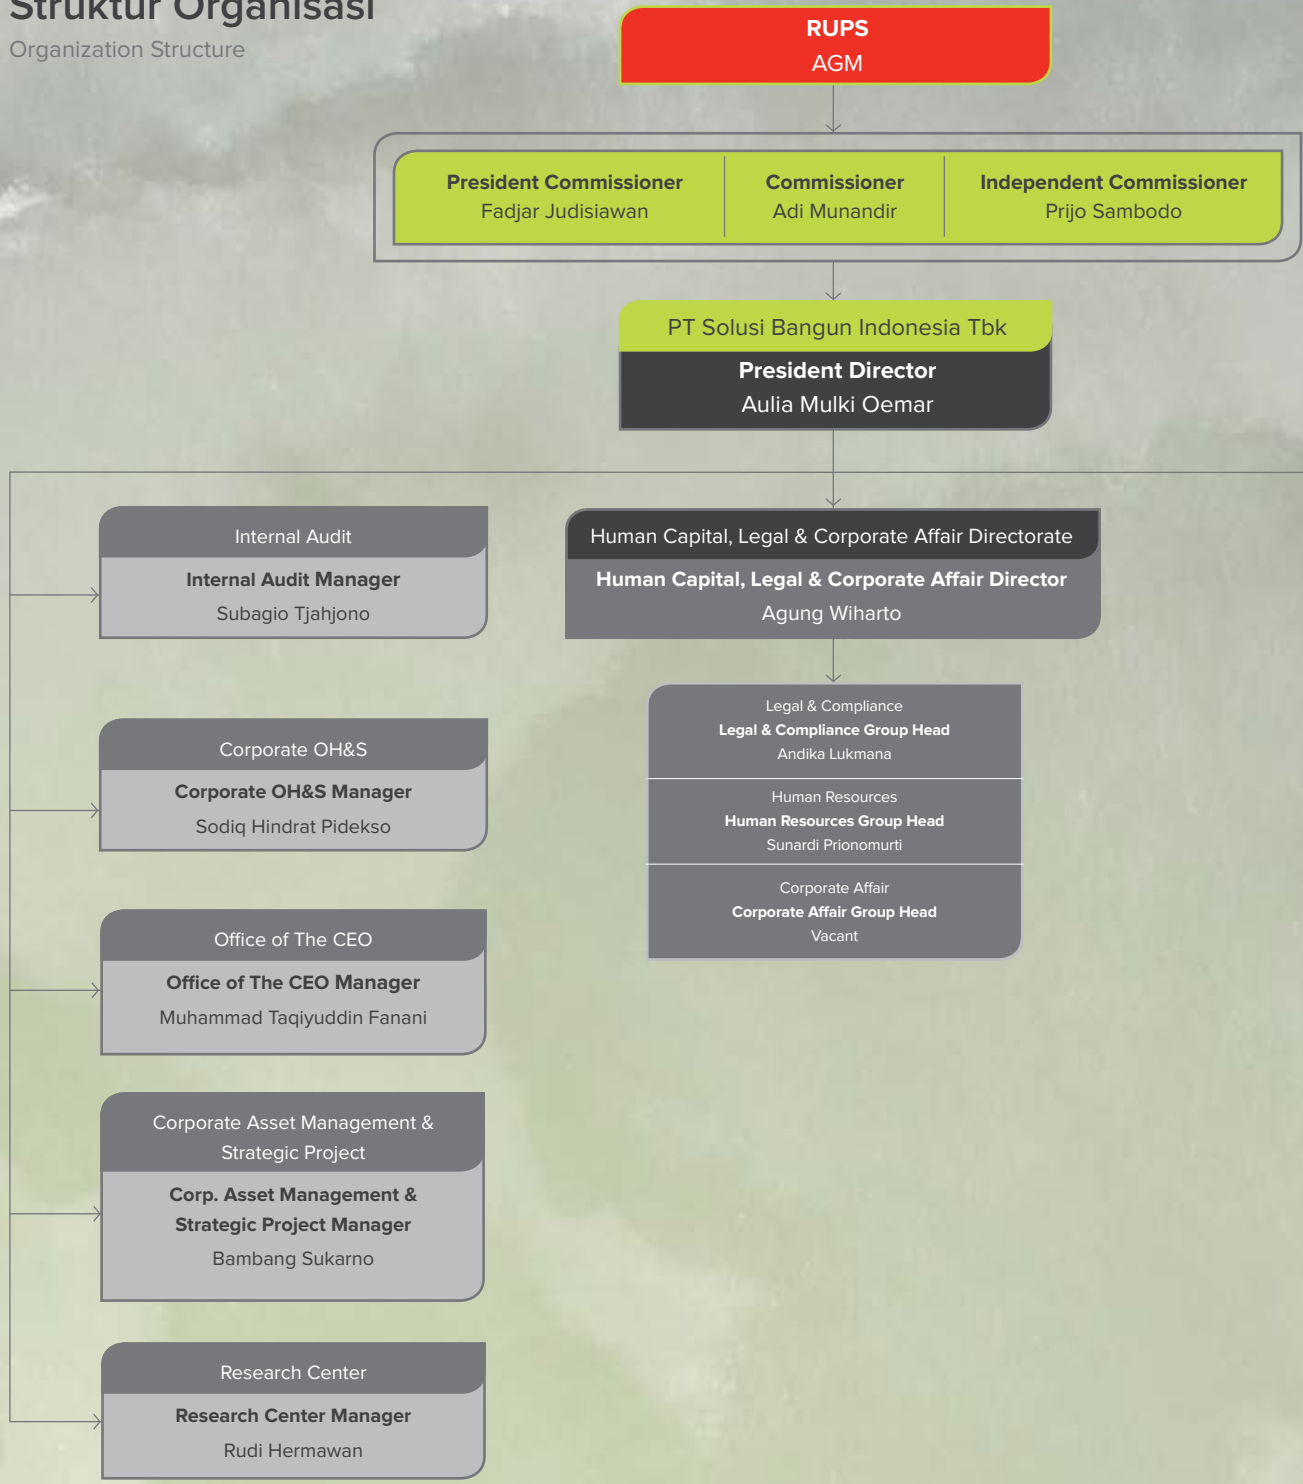 Struktur Organisasi
Organization Structure
RUPS
AGM
President Commissioner
Fadjar Judisiawan
Commissioner
Adi Munandir
Independent Commissioner
Prijo Sambodo
PT Solusi Bangun Indonesia Tbk
President Director
Aulia Mulki Oemar
Internal Audit
Internal Audit Manager
Subagio Tjahjono
Corporate OH&S
Corporate OH&S Manager
Sodiq Hindrat Pidekso
Office of The CEO
Office of The CEO Manager
Muhammad Taqiyuddin Fanani
Corporate Asset Management &
Strategic Project
Corp. Asset Management &
Strategic Project Manager
Bambang Sukarno
Research Center
Research Center Manager
Rudi Hermawan
Human Capital, Legal & Corporate Affair Directorate
Human Capital, Legal & Corporate Affair Director
Agung Wiharto
Legal & Compliance
Legal & Compliance Group Head
Andika Lukmana
Human Resources
Human Resources Group Head
Sunardi Prionomurti
Corporate Affair
Corporate Affair Group Head
Vacant